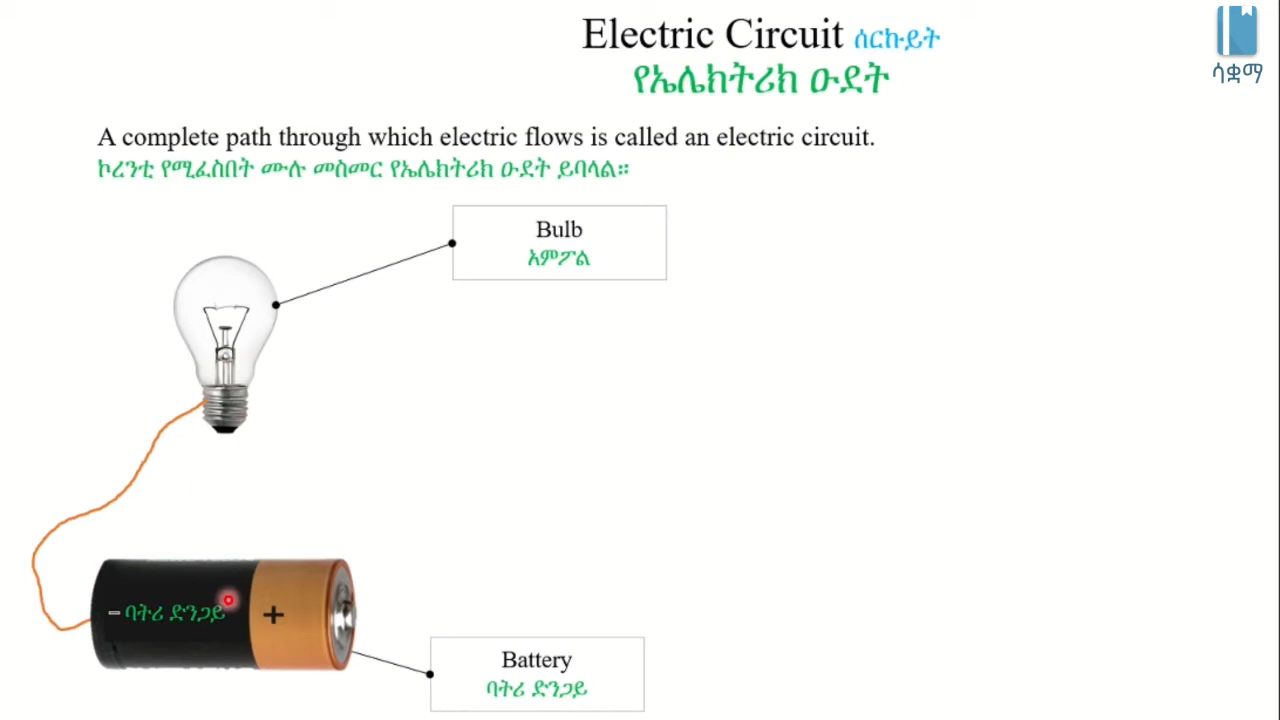 Electric Circuit ሰርኩይት
የኤሌክትሪክ ዑደት
ሳቋማ
A complete path through which electric flows is called an electric circuit.
ኮረንቲ የሚፈስበት ሙሉ መስመር የኤሌክትሪክ ዑደት ይባላል።
Bulb
አምፖል
- ባትሪ ድንጋይ +
Battery
ባትሪ ድንጋይ